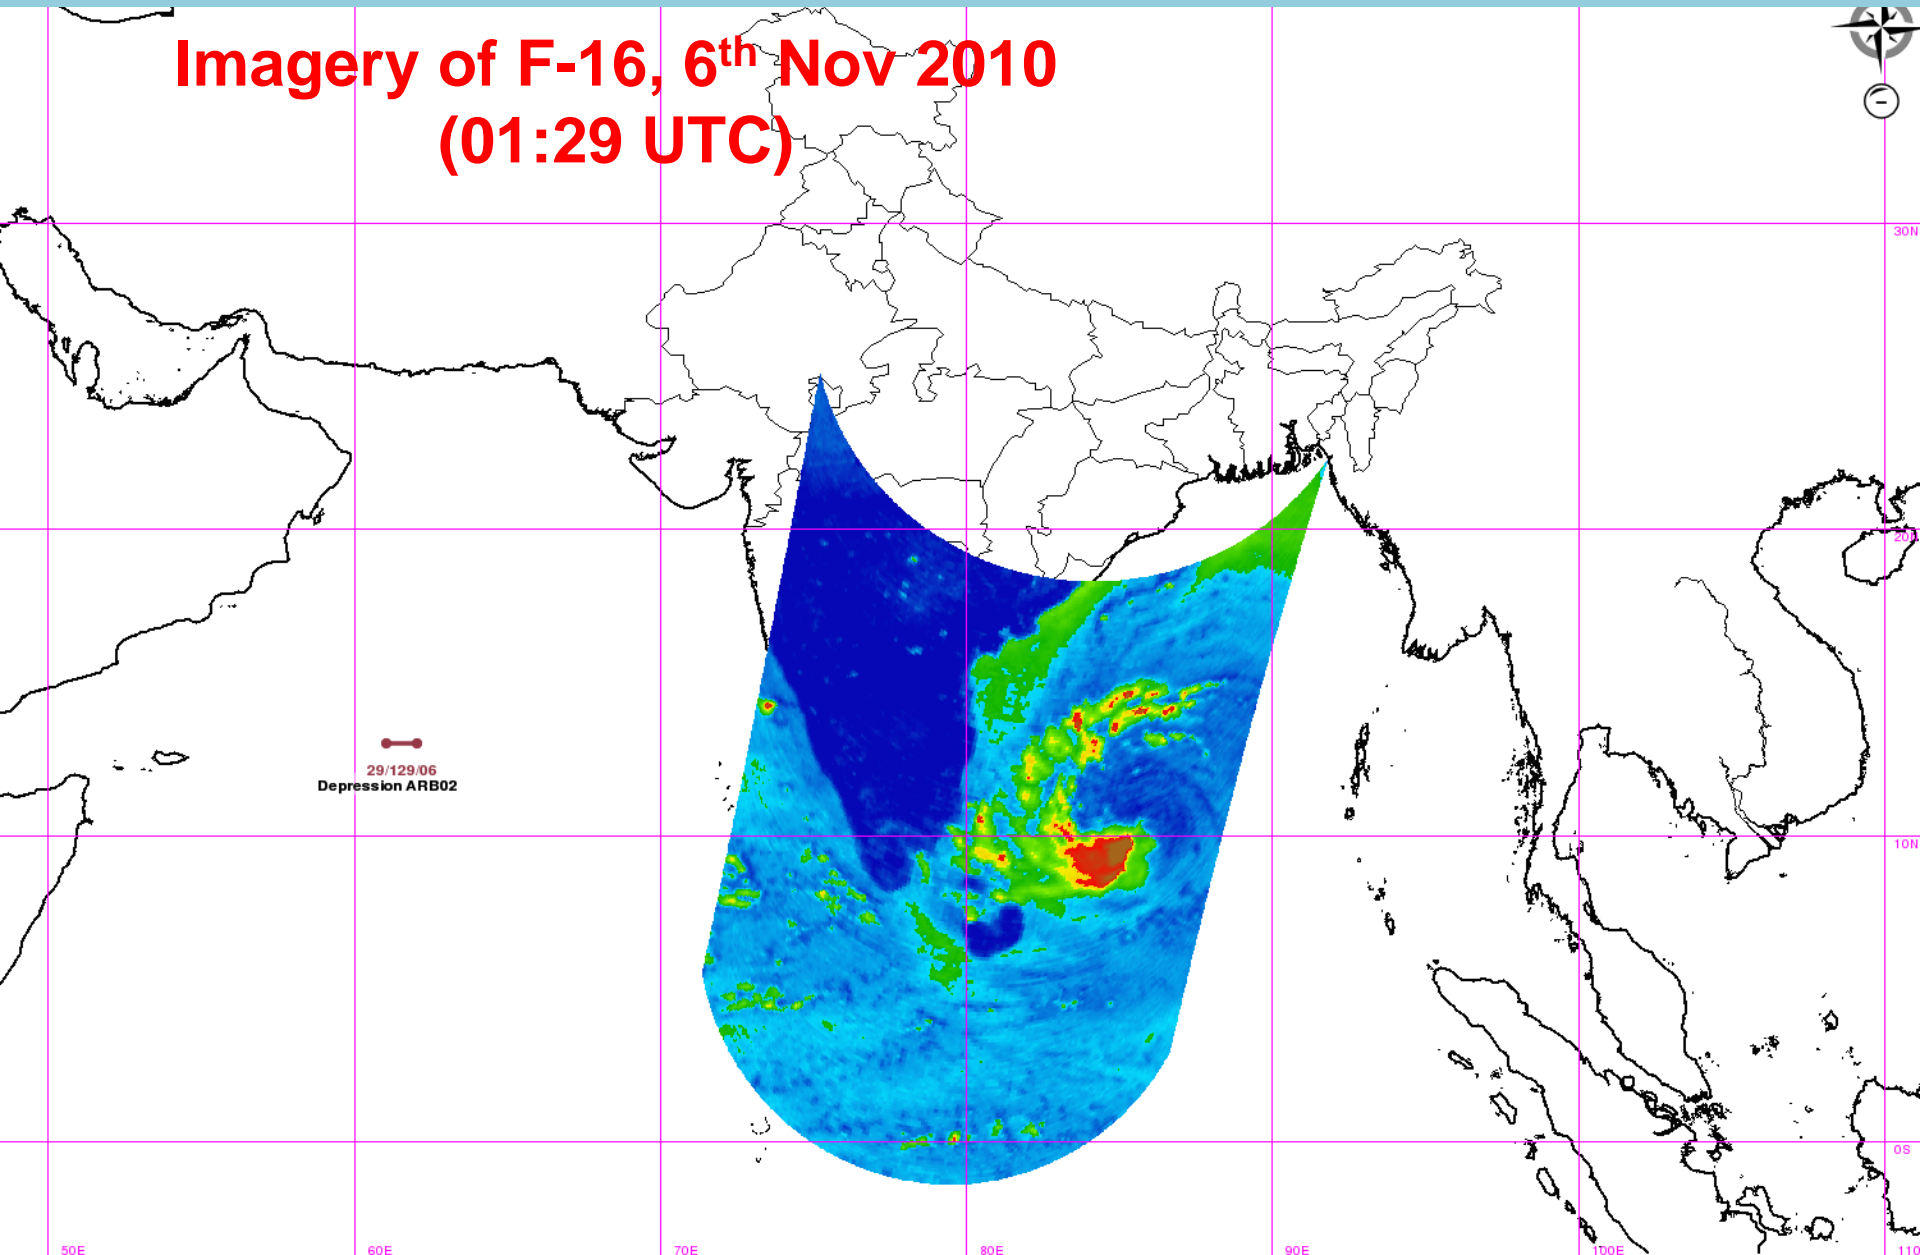 Imagery of F-16, 6th Nov 2010
(01:29 UTC)
30N
20N
29/129/06
Depression ARB02
10N
0S
50E 60E 70E 80E 90E 100E 110